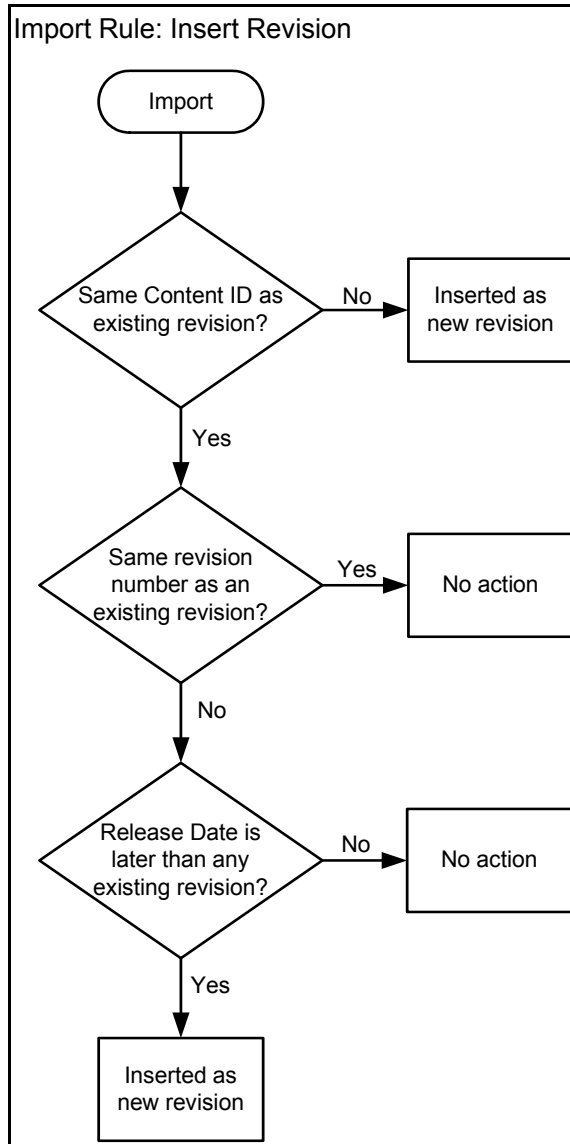 Import Rule: Insert Revision
Import
Same Content ID as
existing revision?
No
Inserted as
new revision
Yes
Same revision
number as an
existing revision?
Yes
No action
No
Release Date is
later than any
existing revision?
No
No action
Yes
Inserted as
new revision